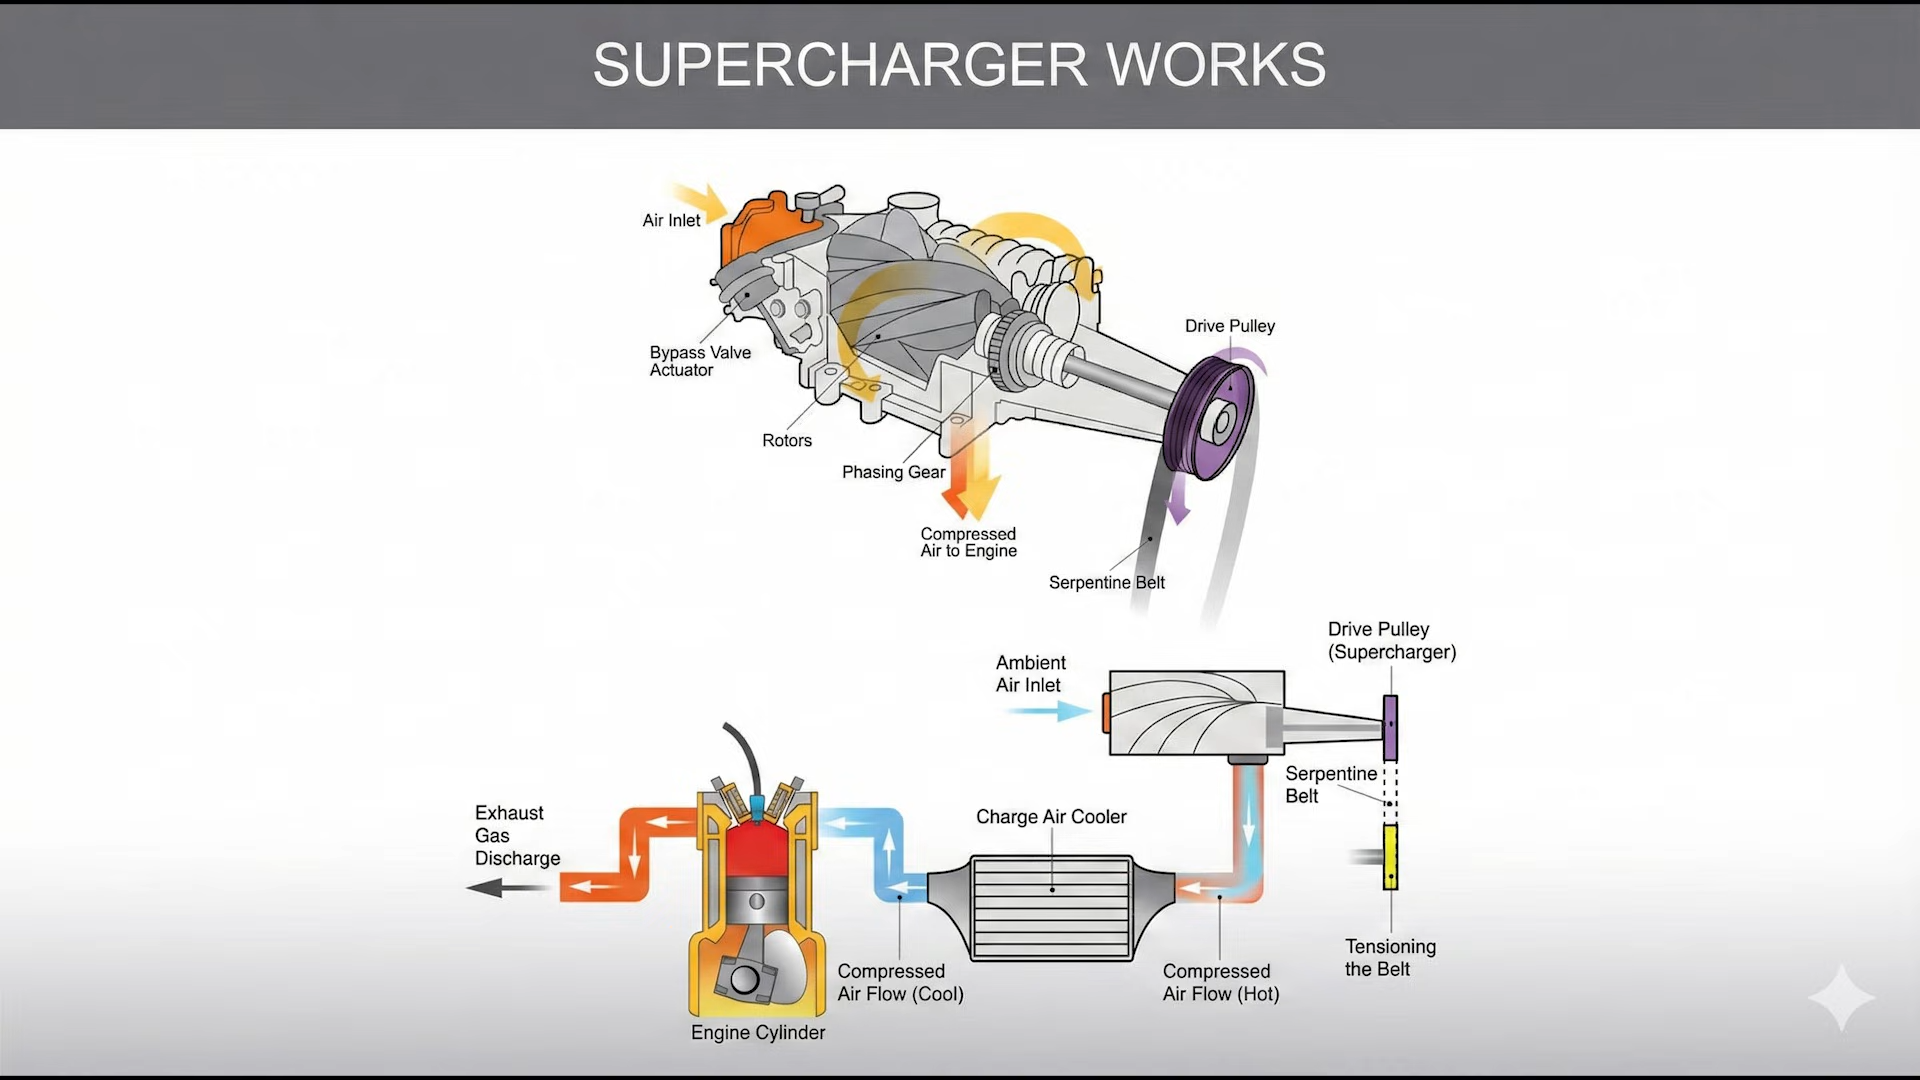 SUPERCHARGER WORKS
Air Inlet
Drive Pulley
Bypass Valve
Actuator
Rotors
Phasing Gear
Compressed
Air to Engine
Serpentine Belt
Drive Pulley
(Supercharger)
Ambient
Air Inlet
Serpentine
Belt
Exhaust
Gas
Discharge
Charge Air Cooler
Tensioning
the Belt
Compressed
Air Flow (Cool)
Compressed
Air Flow (Hot)
Engine Cylinder